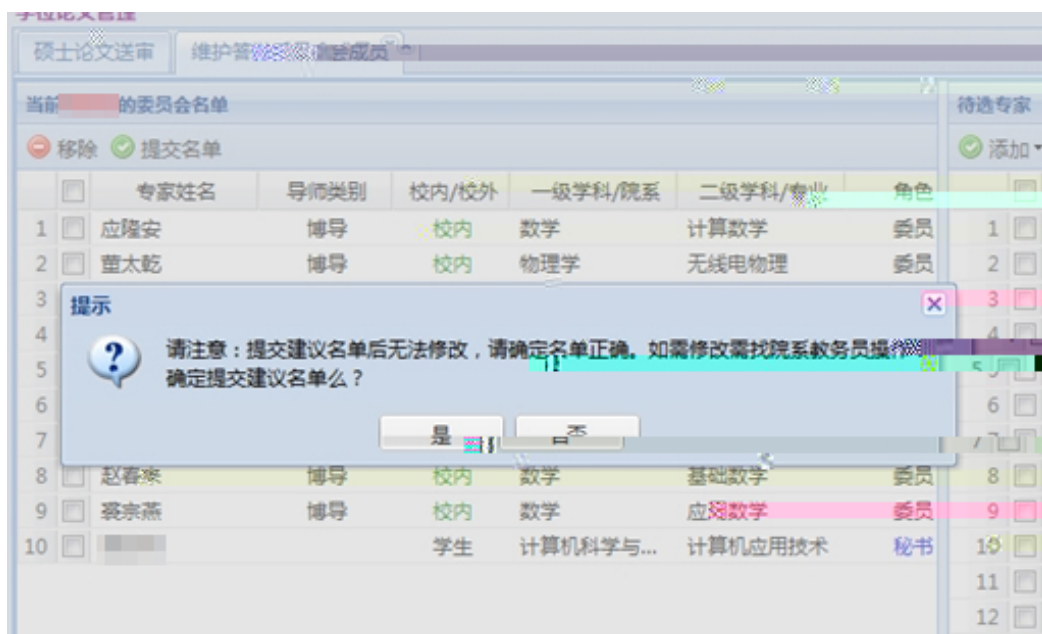 学位论文管理
硕士论文送审 维护答 会成员
当前 的委员会名单 待选专家
移除 提交名单 添加
专家姓名 导师类别 校内/校外 一级学科/院系 二级学科/专业 角色
1 应隆安 博导 校内 数学 计算数学 委员 1
2 董太乾 博导 校内 物理学 无线电物理 委员 2
3 提示 3
4 请注意：提交建议名单后无法修改，请确定名单正确。如需修改需找院系教务员操作 4
5 确定提交建议名单么？ 5
6 6
7 是 否 7
8 赵春来 博导 校内 数学 基础数学 委员 8
9 裘宗燕 博导 校内 数学 应用数学 委员 9
10 学生 计算机科学与... 计算机应用技术 秘书 10
11
12